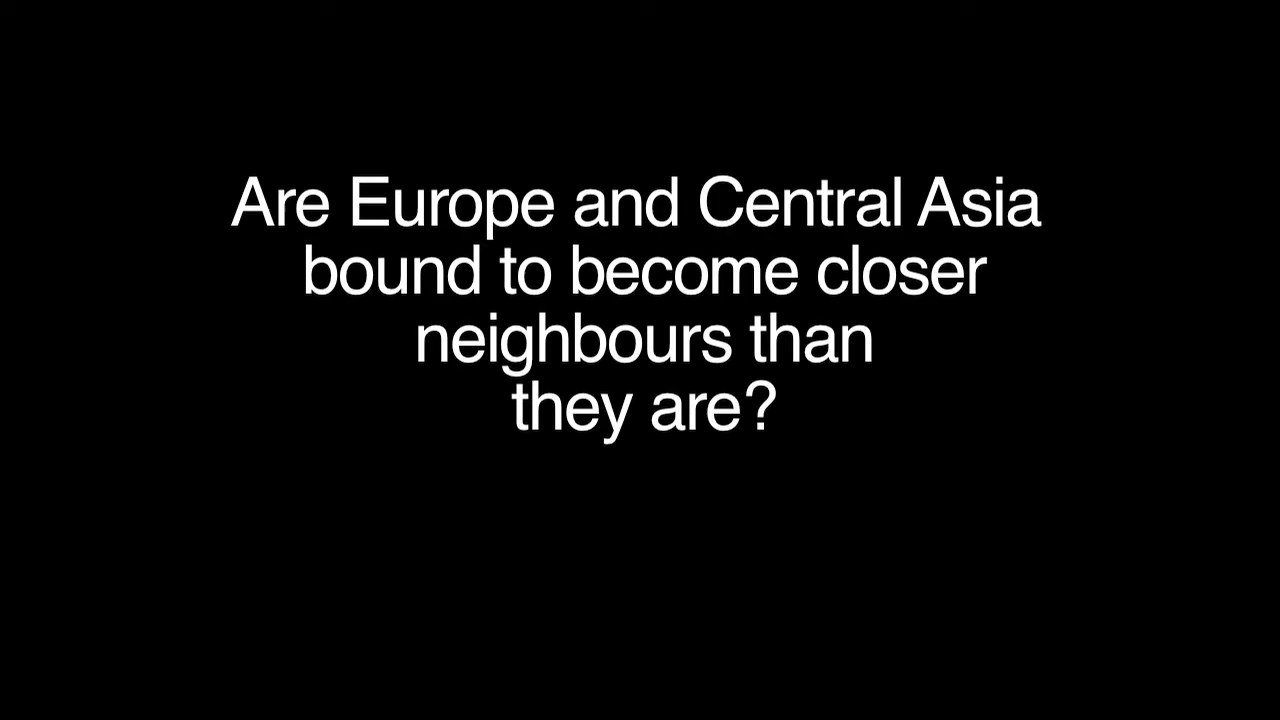 Are Europe and Central Asia
bound to become closer
neighbours than
they are?